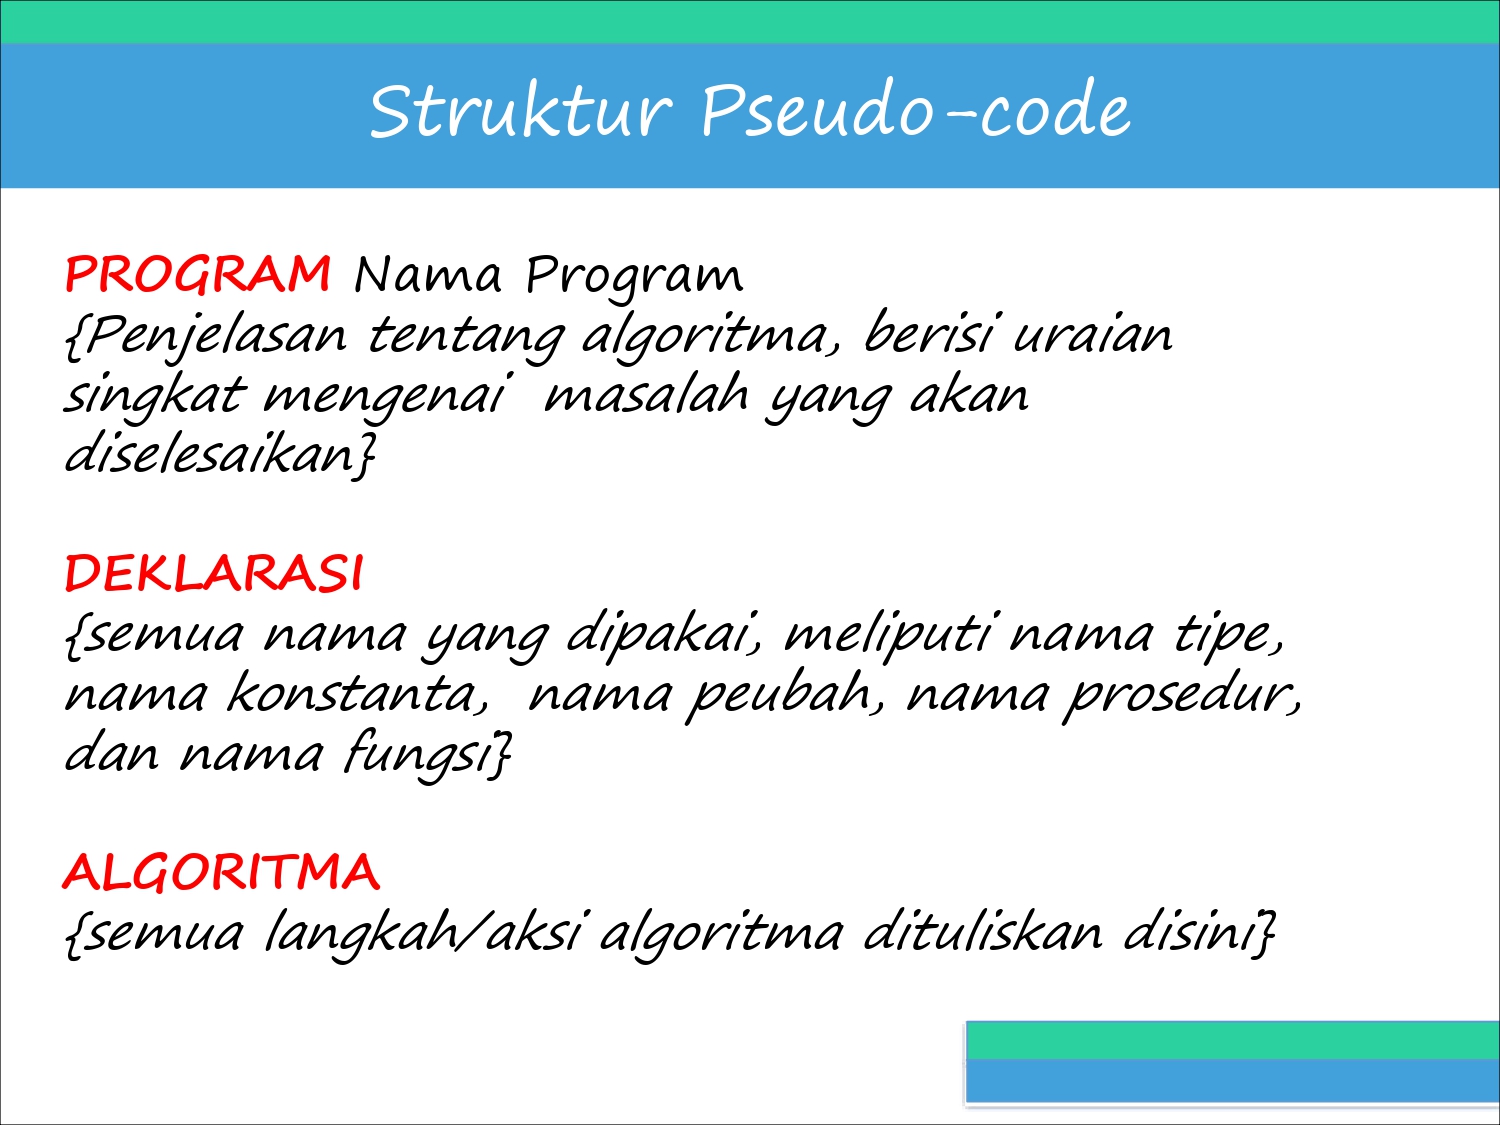 Struktur Pseudo-code
PROGRAM Nama Program
{Penjelasan tentang algoritma, berisi uraian
singkat mengenai  masalah yang akan
diselesaikan}
DEKLARASI
{semua nama yang dipakai, meliputi nama tipe,
nama konstanta,  nama peubah, nama prosedur,
dan nama fungsi}
ALGORITMA
{semua langkah/aksi algoritma dituliskan disini}